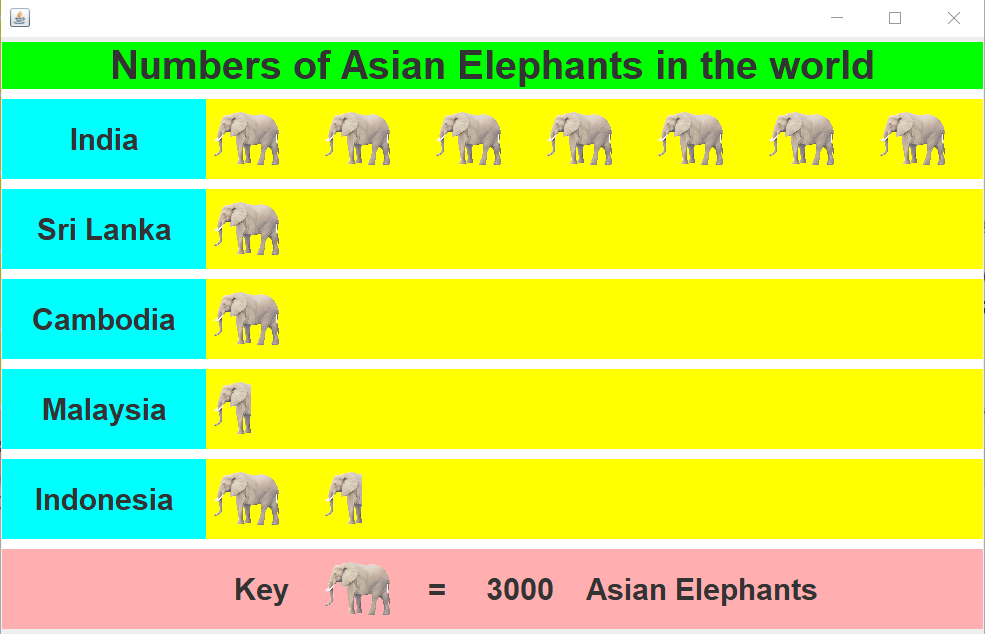 Numbers of Asian Elephants in the world
India
Sri Lanka
Cambodia
Malaysia
Indonesia
Key = 3000 Asian Elephants